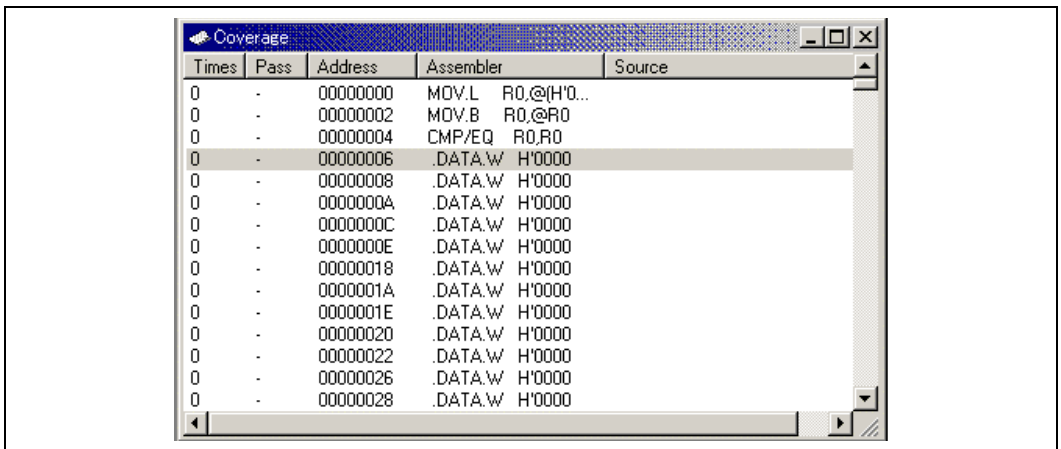 Coverage
Times Pass Address Assembler Source
0 - 00000000 MOV.L R0,@(H'0...
0 - 00000002 MOV.B R0,@R0
0 - 00000004 CMP/EQ R0,R0
0 - 00000006 .DATA.W H'0000
0 - 00000008 .DATA.W H'0000
0 - 0000000A .DATA.W H'0000
0 - 0000000C .DATA.W H'0000
0 - 0000000E .DATA.W H'0000
0 - 00000018 .DATA.W H'0000
0 - 0000001A .DATA.W H'0000
0 - 0000001E .DATA.W H'0000
0 - 00000020 .DATA.W H'0000
0 - 00000022 .DATA.W H'0000
0 - 00000026 .DATA.W H'0000
0 - 00000028 .DATA.W H'0000